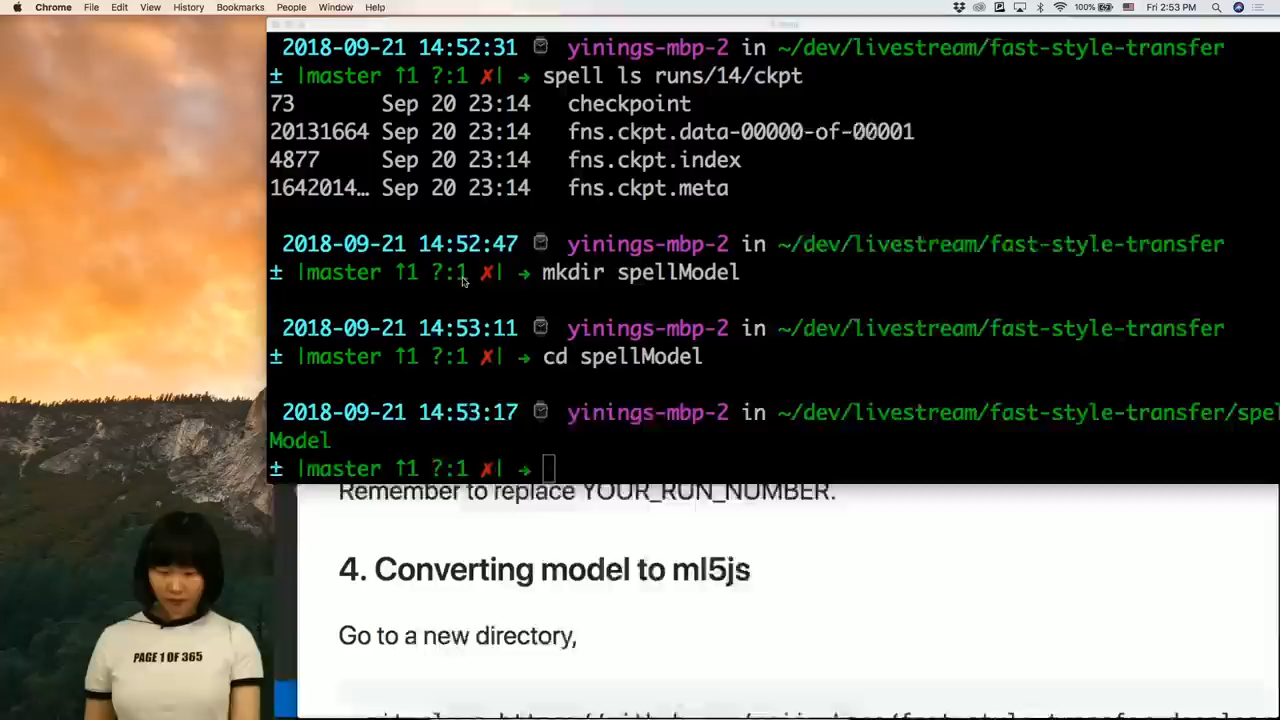 Chrome File Edit View History Bookmarks People Window Help 100% Fri 2:53 PM
2018-09-21 14:52:31 yinings-mbp-2 in ~/dev/livestream/fast-style-transfer
± |master ↑1 ?:1 ✗| → spell ls runs/14/ckpt
73 Sep 20 23:14 checkpoint
20131664 Sep 20 23:14 fns.ckpt.data-00000-of-00001
4877 Sep 20 23:14 fns.ckpt.index
1642014… Sep 20 23:14 fns.ckpt.meta
2018-09-21 14:52:47 yinings-mbp-2 in ~/dev/livestream/fast-style-transfer
± |master ↑1 ?:1 ✗| → mkdir spellModel
2018-09-21 14:53:11 yinings-mbp-2 in ~/dev/livestream/fast-style-transfer
± |master ↑1 ?:1 ✗| → cd spellModel
2018-09-21 14:53:17 yinings-mbp-2 in ~/dev/livestream/fast-style-transfer/spel
Model
± |master ↑1 ?:1 ✗| →
Remember to replace YOUR_RUN_NUMBER.
4. Converting model to ml5js
Go to a new directory,
PAGE 1 OF 365